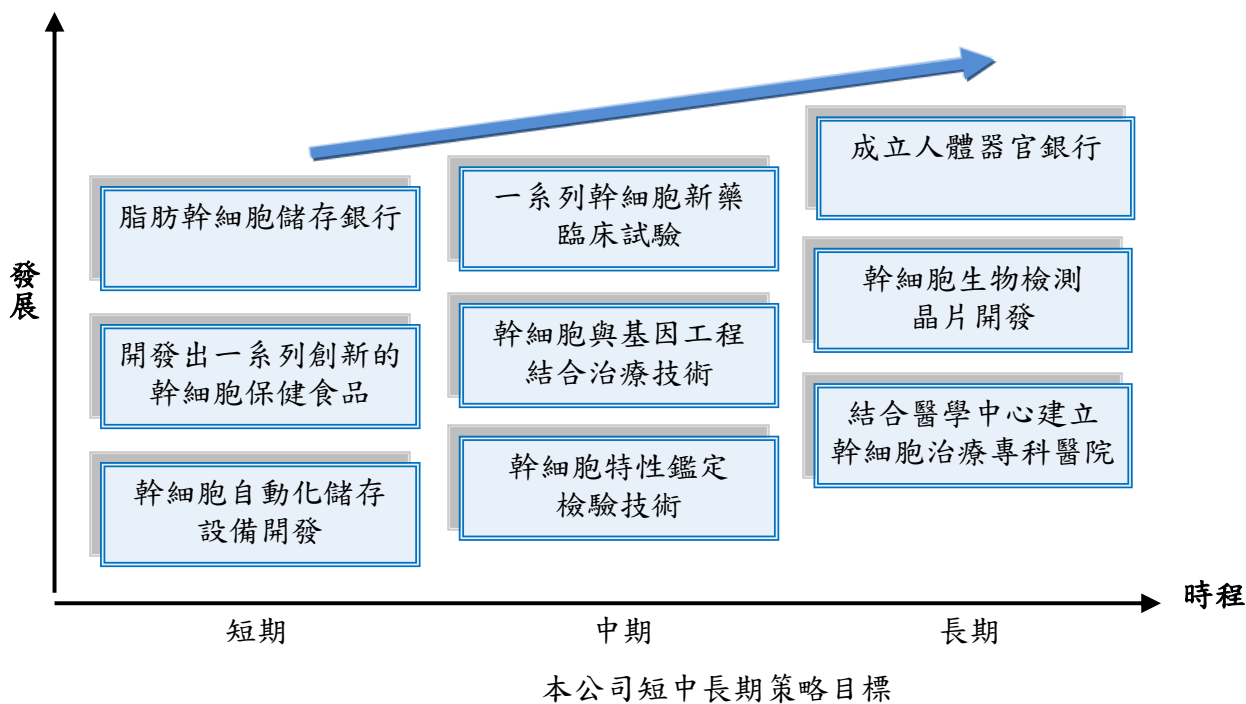 發
展
脂肪幹細胞儲存銀行
開發出一系列創新的
幹細胞保健食品
幹細胞自動化儲存
設備開發
一系列幹細胞新藥
臨床試驗
幹細胞與基因工程
結合治療技術
幹細胞特性鑑定
檢驗技術
成立人體器官銀行
幹細胞生物檢測
晶片開發
結合醫學中心建立
幹細胞治療專科醫院
時程
短期
中期
長期
本公司短中長期策略目標